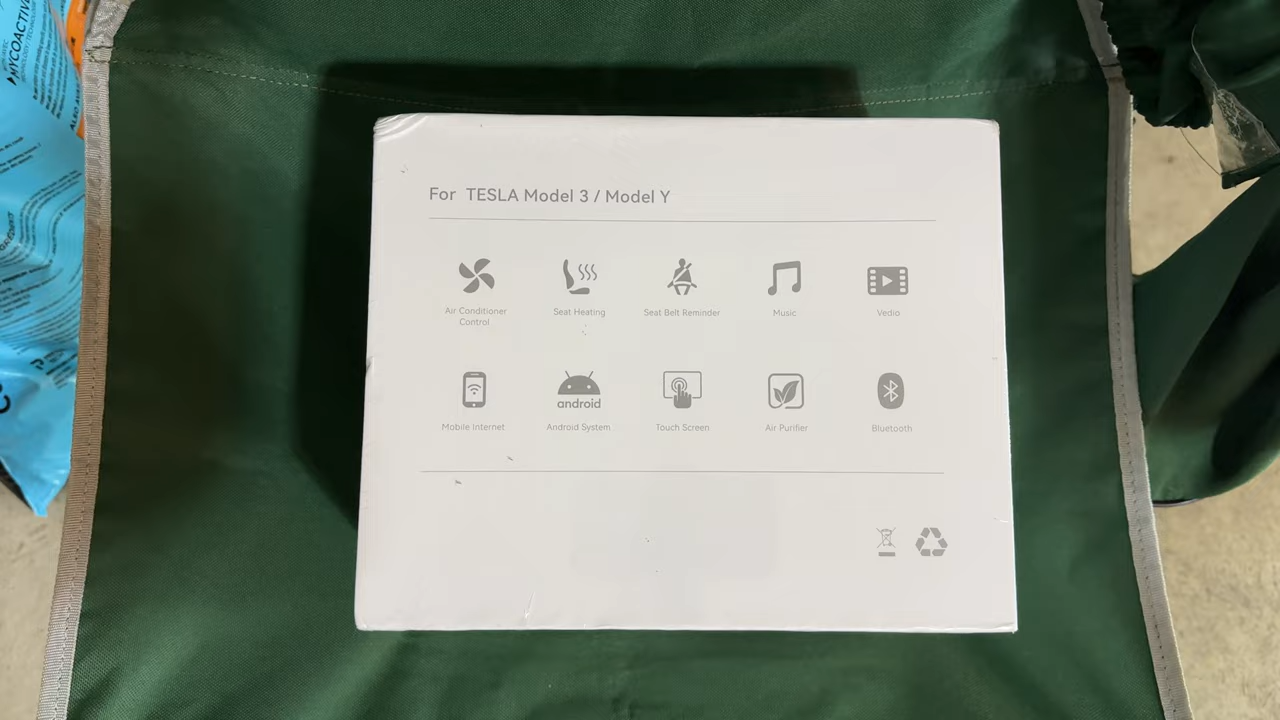 MYCOACTIV
For TESLA Model 3 / Model Y
Air Conditioner
Control
Seat Heating
Seat Belt Reminder
Music
Vedio
android
Mobile Internet
Android System
Touch Screen
Air Purifier
Bluetooth